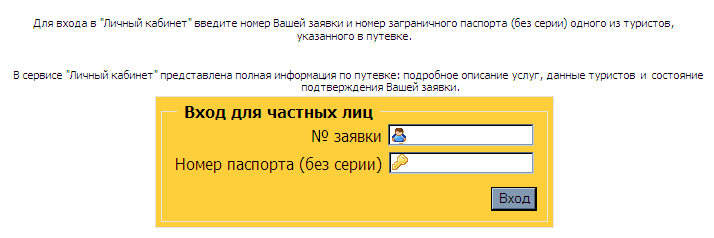 Для входа в "Личный кабинет" введите номер Вашей заявки и номер заграничного паспорта (без серии) одного из туристов,
указанного в путевке.
В сервисе "Личный кабинет" представлена полная информация по путевке: подробное описание услуг, данные туристов и состояние
подтверждения Вашей заявки.
Вход для частных лиц
№ заявки
Номер паспорта (без серии)
Вход